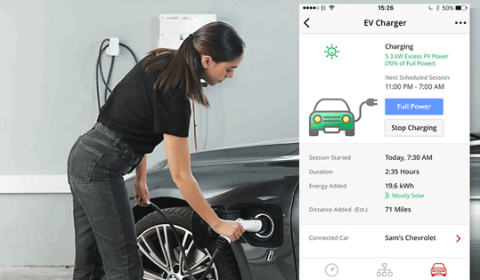 15:26
50%
EV Charger
Charging
5.3 kW Excess PV Power
(70% of Full Power)
Next Scheduled Session
11:00 PM - 7:00 AM
Full Power
Stop Charging
Session Started Today, 7:30 AM
Duration 2:35 Hours
Energy Added 19.6 kWh
Mostly Solar
Distance Added (Est.) 71 Miles
Connected Car Sam's Chevrolet